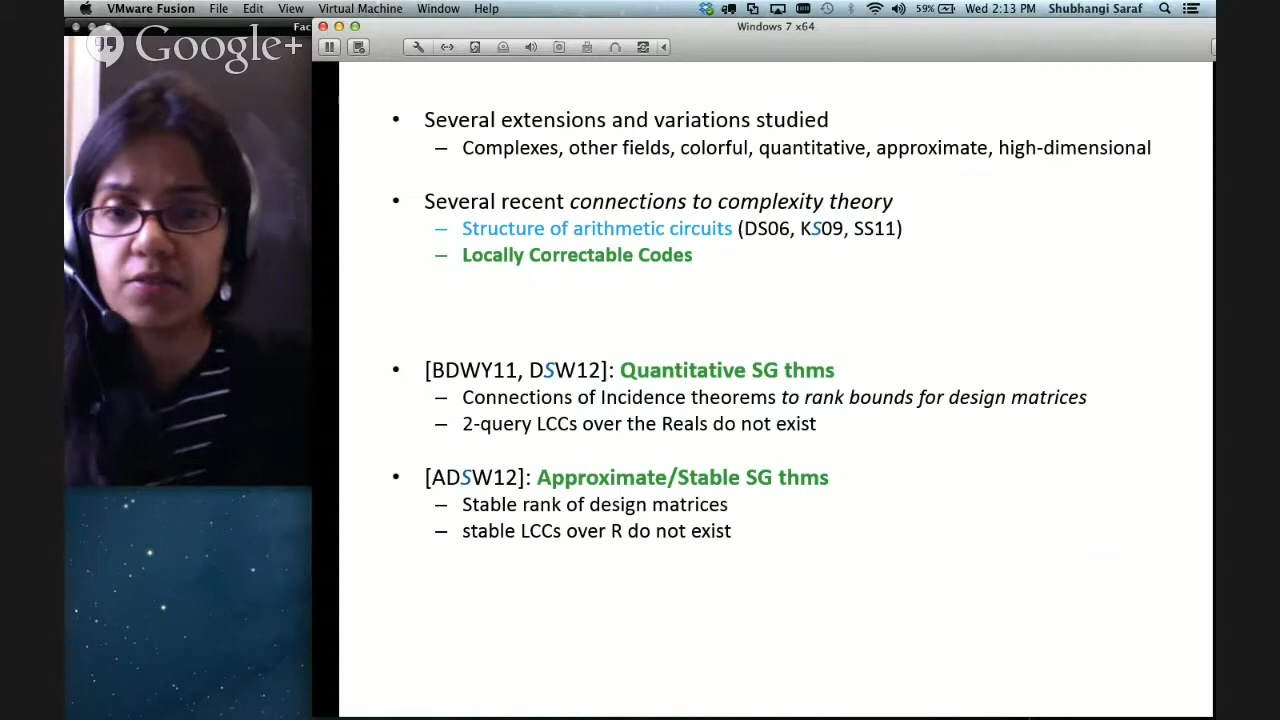 VMware Fusion File Edit View Virtual Machine Window Help 59% Wed 2:13 PM Shubhangi Saraf
Fac
Windows 7 x64
Google+
• Several extensions and variations studied
– Complexes, other fields, colorful, quantitative, approximate, high-dimensional
• Several recent connections to complexity theory
– Structure of arithmetic circuits (DS06, KS09, SS11)
– Locally Correctable Codes
• [BDWY11, DSW12]: Quantitative SG thms
– Connections of Incidence theorems to rank bounds for design matrices
– 2-query LCCs over the Reals do not exist
• [ADSW12]: Approximate/Stable SG thms
– Stable rank of design matrices
– stable LCCs over R do not exist